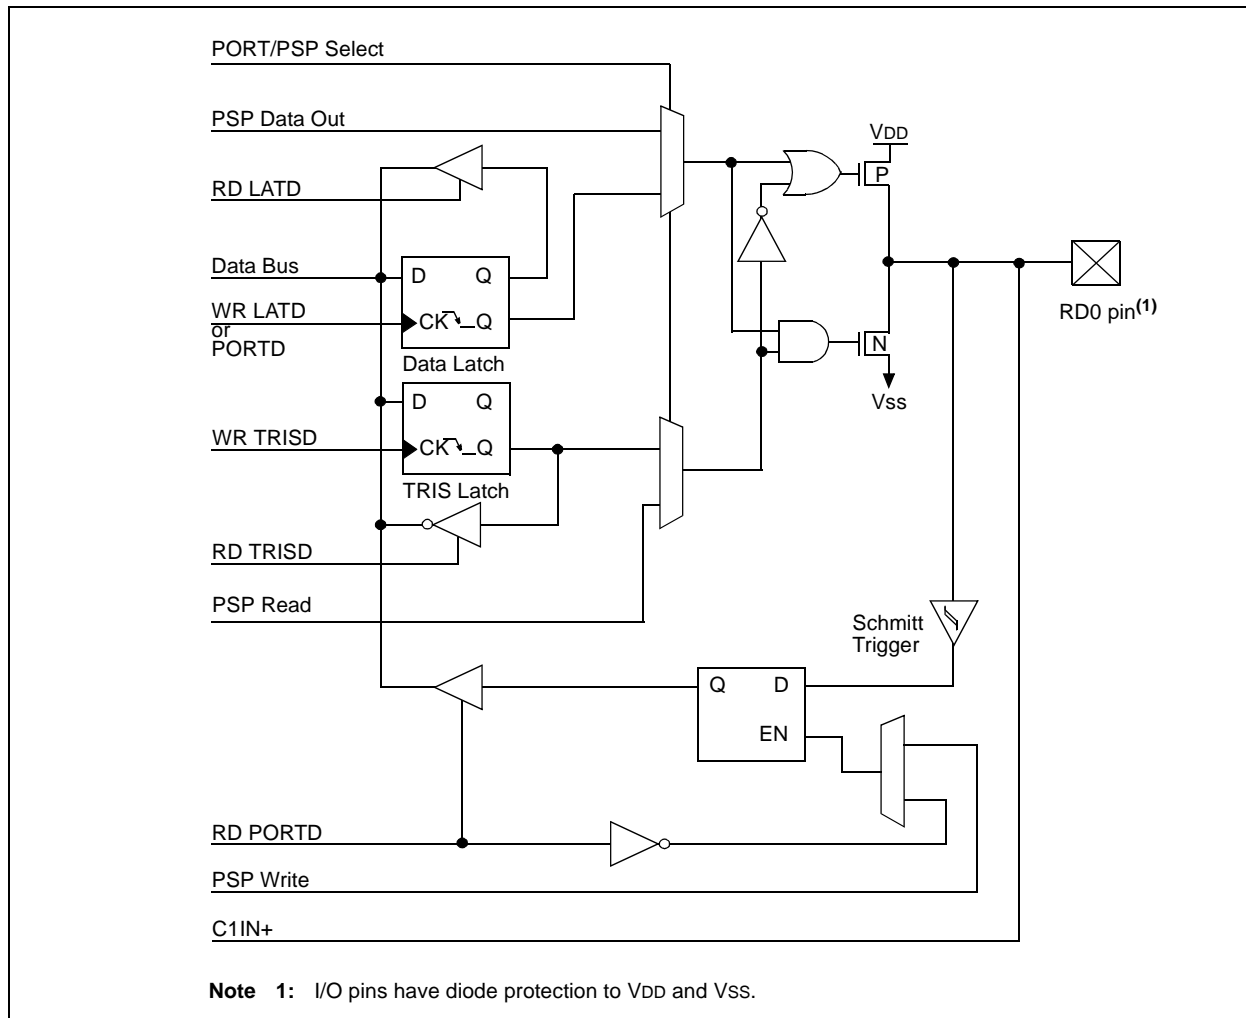 PORT/PSP Select
PSP Data Out
VDD
P
RD LATD
Data Bus
D Q
WR LATD
or
PORTD
CK Q
Data Latch
RD0 pin(1)
N
Vss
D Q
WR TRISD
CK Q
TRIS Latch
RD TRISD
PSP Read
Schmitt
Trigger
Q D
EN
RD PORTD
PSP Write
C1IN+
Note 1: I/O pins have diode protection to VDD and VSS.